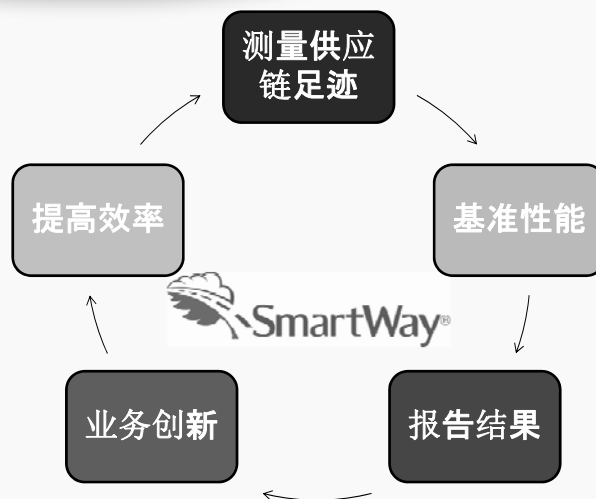 测量供应
链足迹
提高效率
基准性能
SmartWay®
业务创新
报告结果